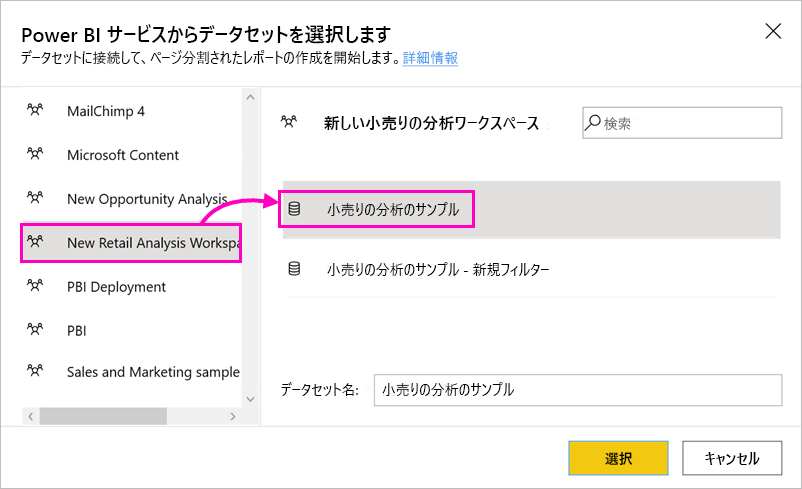 Power BI サービスからデータセットを選択します
データセットに接続して、ページ分割されたレポートの作成を開始します。詳細情報
MailChimp 4
Microsoft Content
New Opportunity Analysis
New Retail Analysis Workspa
PBI Deployment
PBI
Sales and Marketing sample
新しい小売りの分析ワークスペース
検索
小売りの分析のサンプル
小売りの分析のサンプル - 新規フィルター
データセット名: 小売りの分析のサンプル
選択
キャンセル